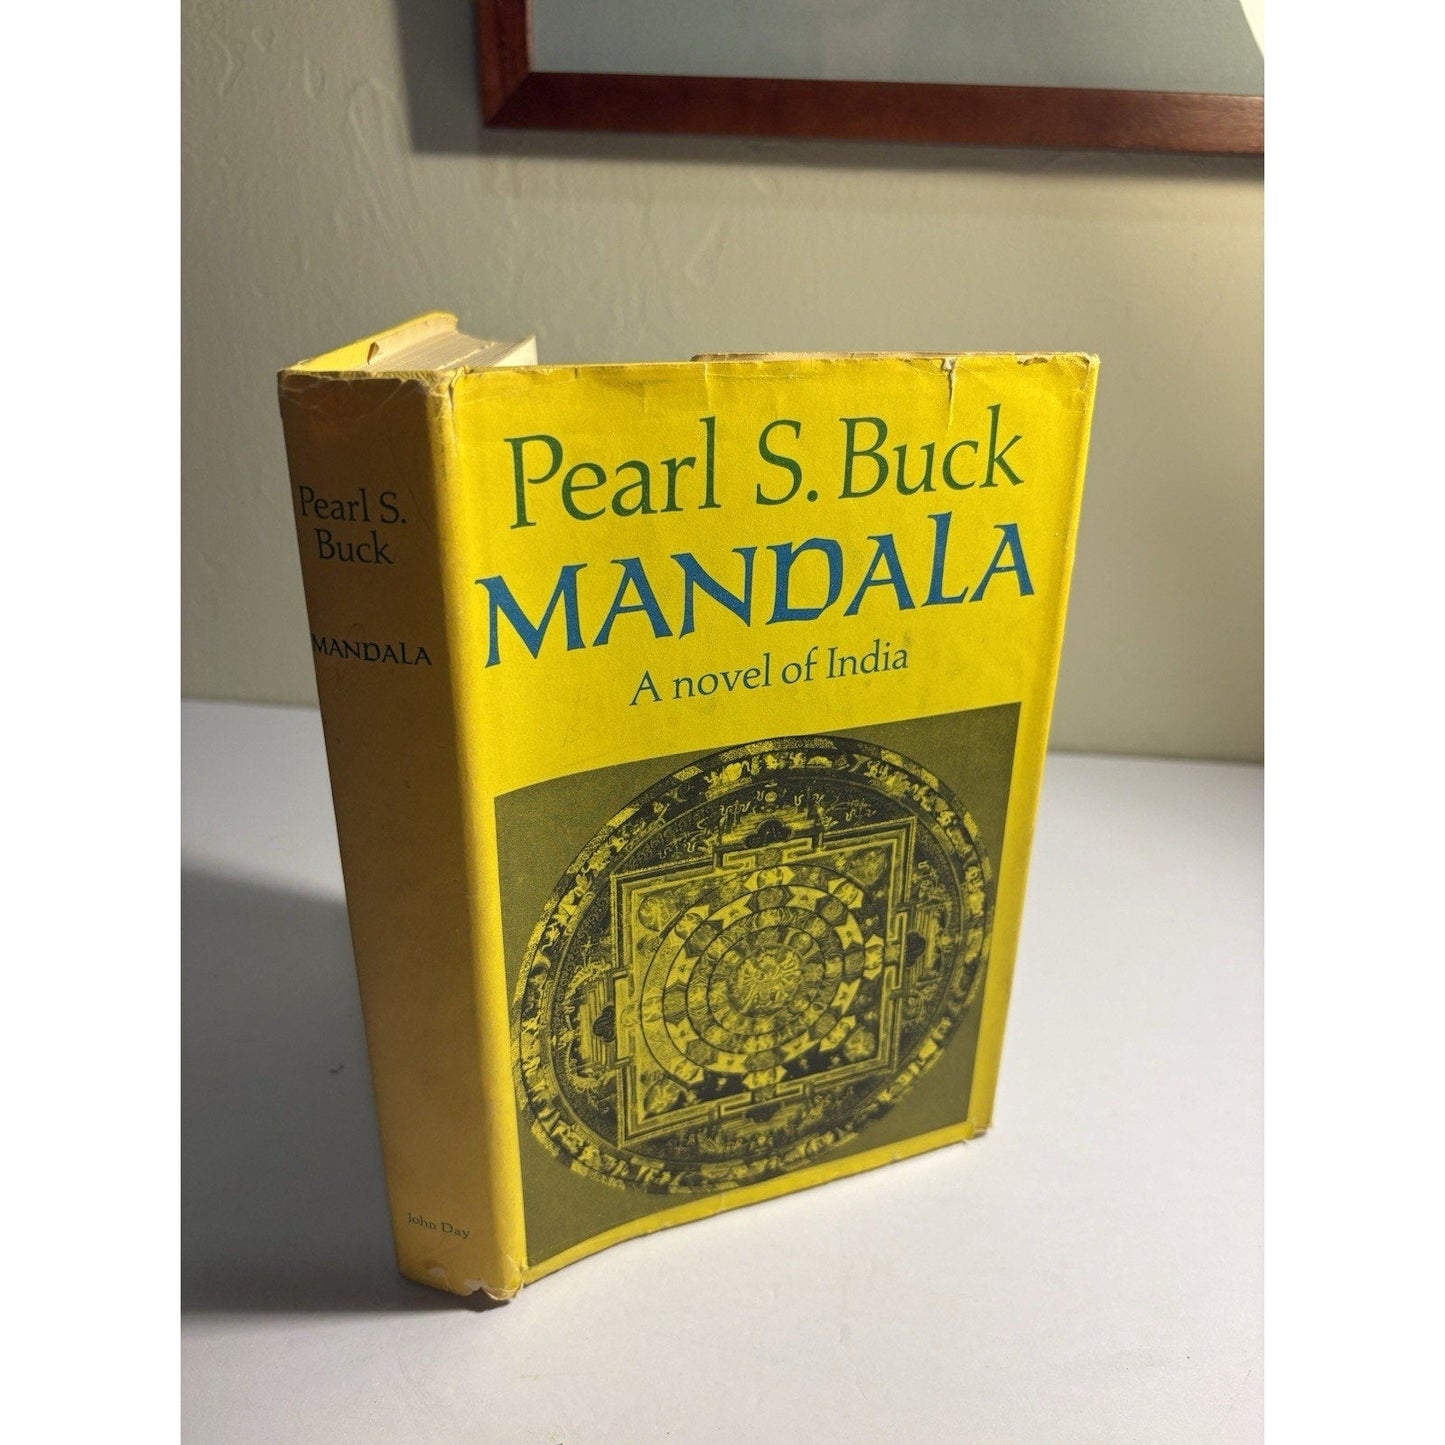 Pearl S.
Buck
MANDALA
John Day
Pearl S. Buck
MANDALA
A novel of India